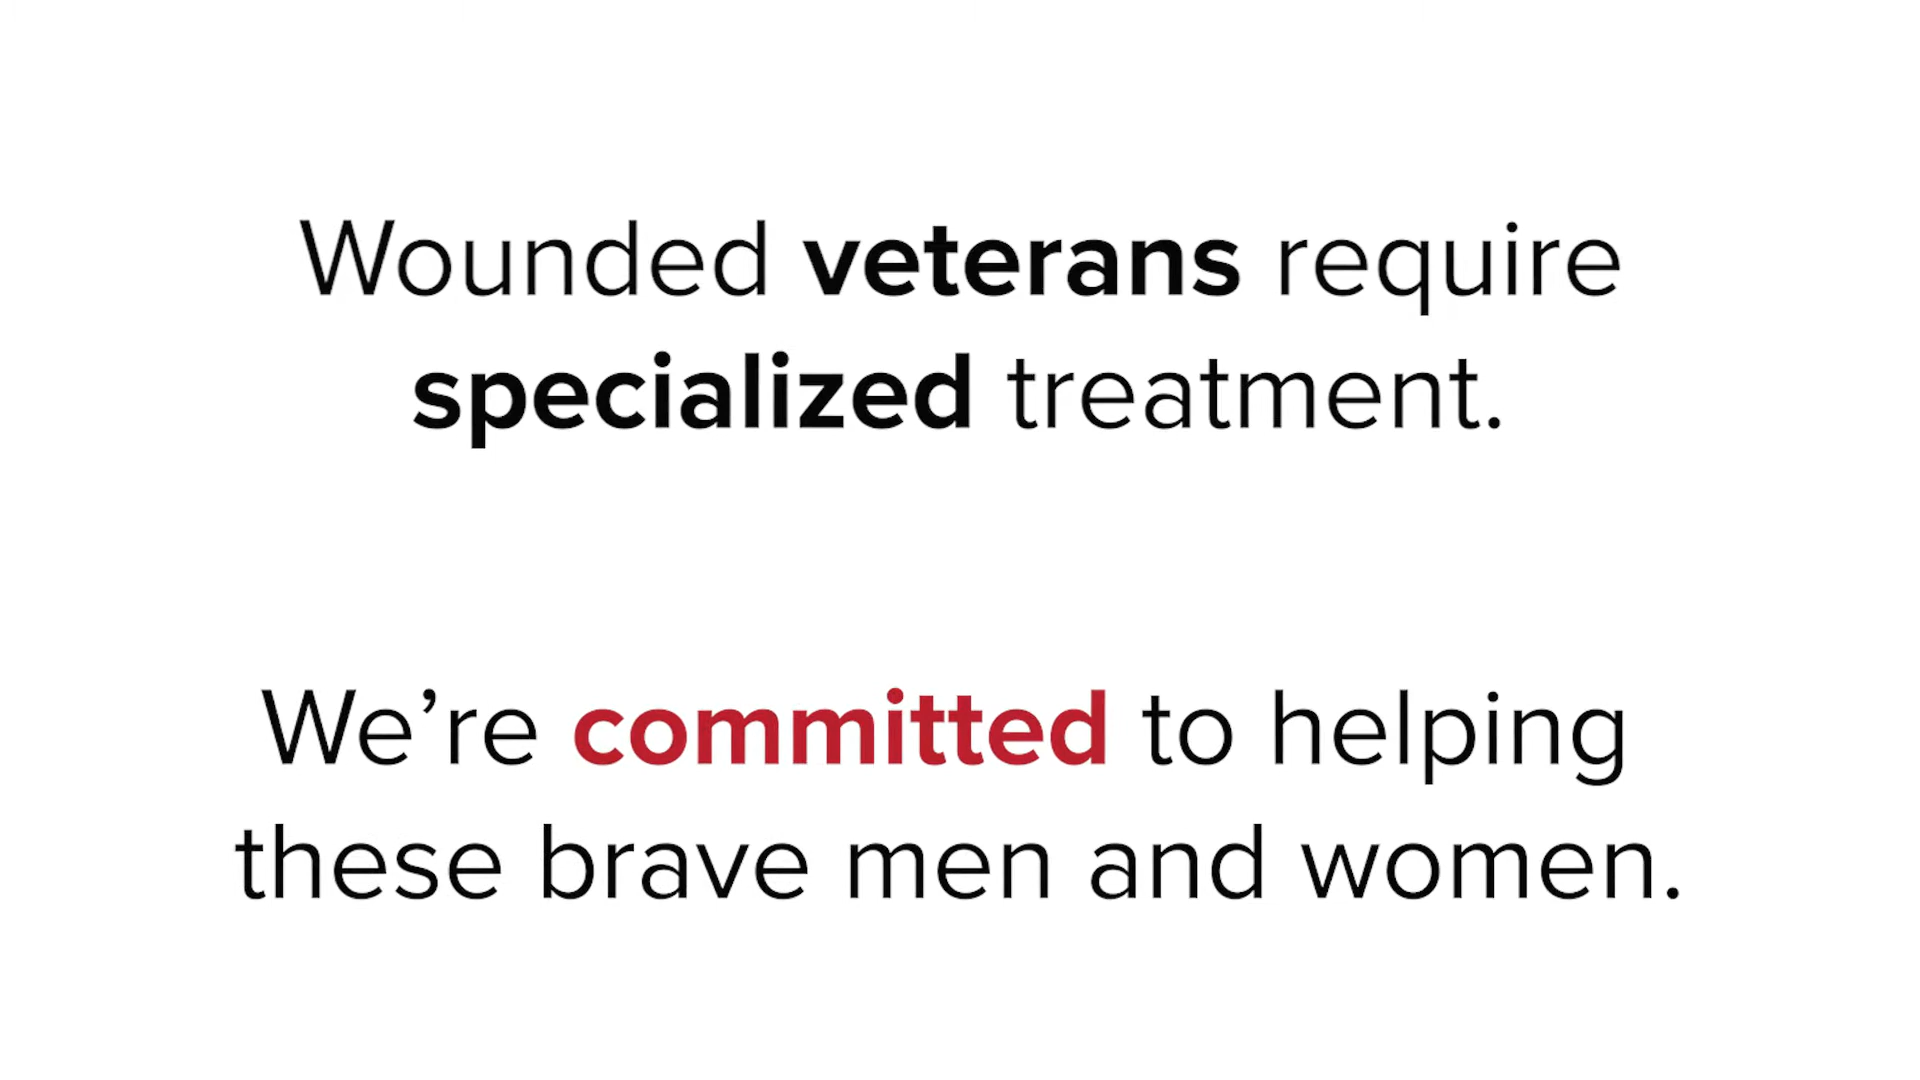 Wounded veterans require
specialized treatment.
We’re committed to helping
these brave men and women.